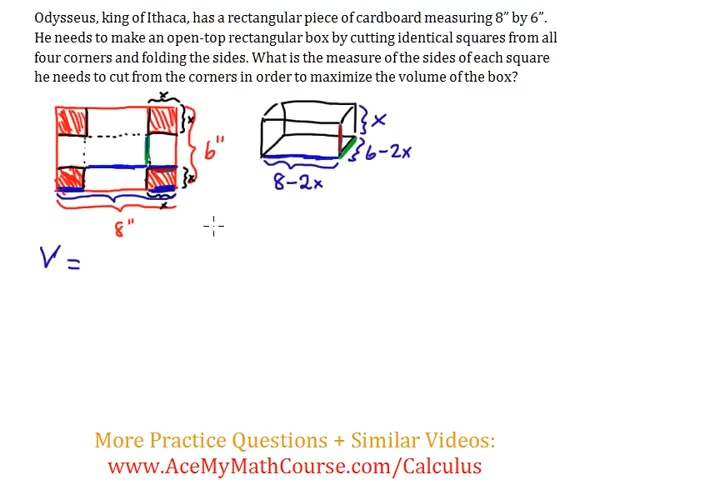 Odysseus, king of Ithaca, has a rectangular piece of cardboard measuring 8” by 6”.
He needs to make an open-top rectangular box by cutting identical squares from all
four corners and folding the sides. What is the measure of the sides of each square
he needs to cut from the corners in order to maximize the volume of the box?
x
x
6"
x
x
8"
x
6-2x
8-2x
V =
More Practice Questions + Similar Videos:
www.AceMyMathCourse.com/Calculus